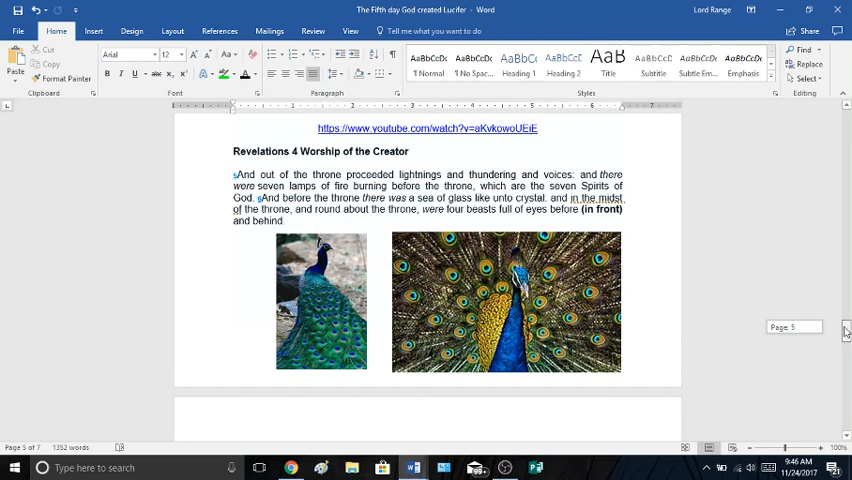 The Fifth day God created Lucifer - Word
Lord Range
File Home Insert Design Layout References Mailings Review View Tell me what you want to do... Share
Paste
Cut
Copy
Format Painter
Clipboard
Arial 12
Font
Paragraph
AaBbCcDc AaBbCcDc AaBbC AaBbC AaB AaBbCcD AaBbCcDc AaBbCcDc
¶ Normal ¶ No Spac... Heading 1 Heading 2 Title Subtitle Subtle Em... Emphasis
Styles
Find
Replace
Select
Editing
https://www.youtube.com/watch?v=aKvkowoUEiE
Revelations 4 Worship of the Creator
5And out of the throne proceeded lightnings and thundering and voices: and there
were seven lamps of fire burning before the throne, which are the seven Spirits of
God. 6And before the throne there was a sea of glass like unto crystal: and in the midst
of the throne, and round about the throne, were four beasts full of eyes before (in front)
and behind.
Page: 5
Page 5 of 7 1352 words
100%
Type here to search
9:46 AM
11/24/2017
21